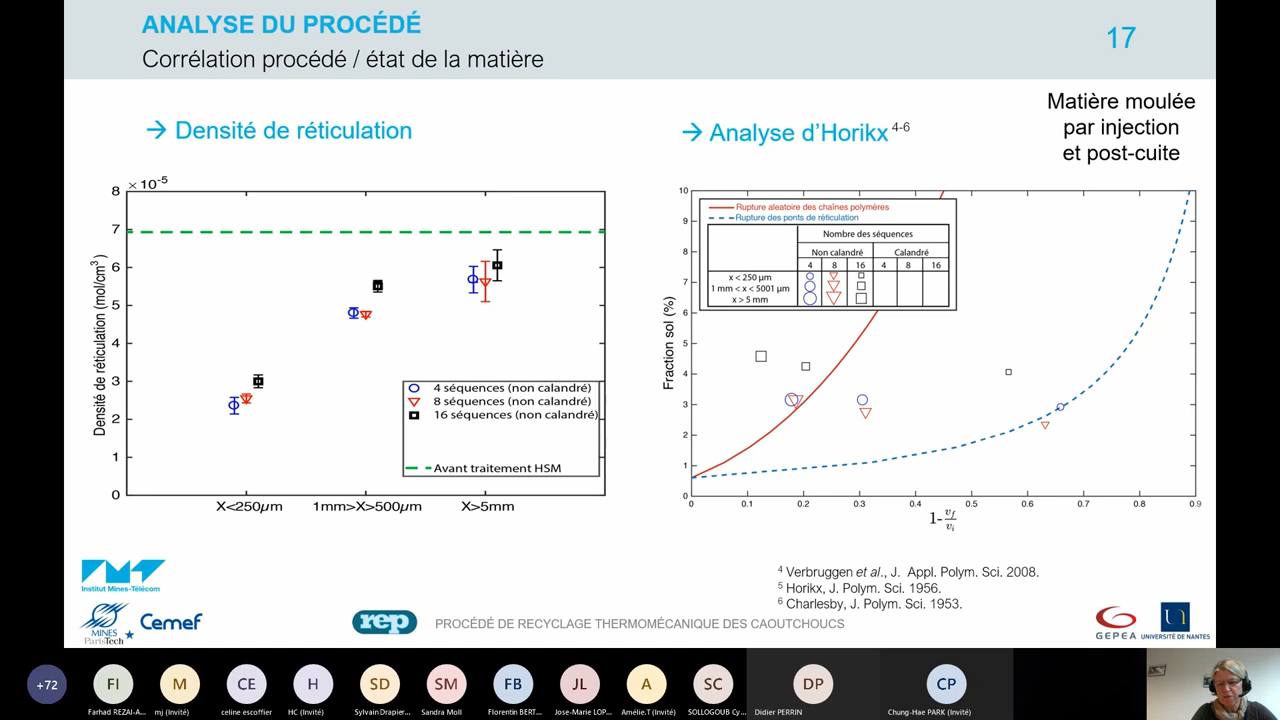 ANALYSE DU PROCÉDÉ
Corrélation procédé / état de la matière
17
→ Densité de réticulation
→ Analyse d'Horikx 4-6
Matière moulée
par injection
et post-cuite
×10-5
8
7
6
5
4
3
2
1
0
Densité de réticulation (mol/cm3)
X<250µm
1mm>X>500µm
X>5mm
4 séquences (non calandré)
8 séquences (non calandré)
16 séquences (non calandré)
Avant traitement HSM
10
9
8
7
6
5
4
3
2
1
0
Fraction sol (%)
Rupture aleatoire des chaînes polymères
Rupture des ponts de réticulation
Nombre des séquences
Non calandré Calandré
4 8 16 4 8 16
x < 250 µm
1 mm < x < 5001 µm
x > 5 mm
0 0.1 0.2 0.3 0.4 0.5 0.6 0.7 0.8 0.9
1-vf/vi
4 Verbruggen et al., J. Appl. Polym. Sci. 2008.
5 Horikx, J. Polym. Sci. 1956.
6 Charlesby, J. Polym. Sci. 1953.
Institut Mines-Télécom
MINES
ParisTech
Cemef
rep
PROCÉDÉ DE RECYCLAGE THERMOMÉCANIQUE DES CAOUTCHOUCS
GEPEA
UNIVERSITÉ DE NANTES
+72
FI
M
CE
H
SD
SM
FB
JL
A
SC
DP
CP
Farhad REZAI-A...
mj (Invité)
celine escoffier
HC (Invité)
Sylvain Drapier...
Sandra Moll
Florentin BERT...
Jose-Marie LOP...
Amélie.T (Invité)
SOLLOGOUB Cy...
Didier PERRIN
Chung-Hae PARK (Invité)